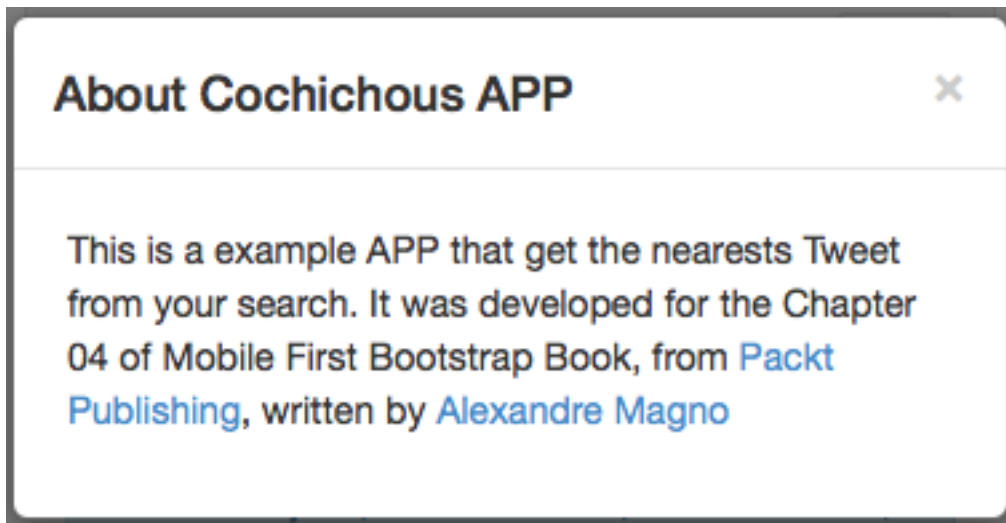 About Cochichous APP ×
This is a example APP that get the nearests Tweet
from your search. It was developed for the Chapter
04 of Mobile First Bootstrap Book, from Packt
Publishing, written by Alexandre Magno